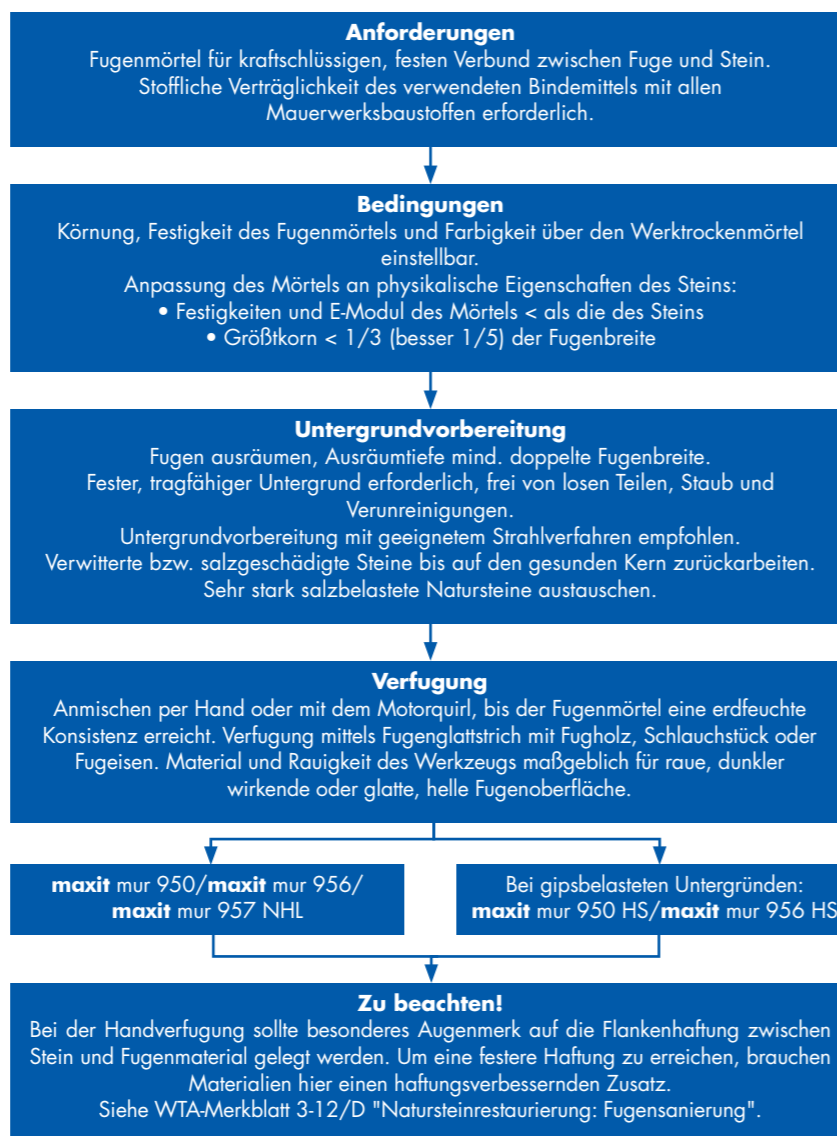 Anforderungen
Fugenmörtel für kraftschlüssigen, festen Verbund zwischen Fuge und Stein.
Stoffliche Verträglichkeit des verwendeten Bindemittels mit allen
Mauerwerksbaustoffen erforderlich.
Bedingungen
Körnung, Festigkeit des Fugenmörtels und Farbigkeit über den Werktrockenmörtel
einstellbar.
Anpassung des Mörtels an physikalische Eigenschaften des Steins:
• Festigkeiten und E-Modul des Mörtels < als die des Steins
• Größtkorn < 1/3 (besser 1/5) der Fugenbreite
Untergrundvorbereitung
Fugen ausräumen, Ausräumtiefe mind. doppelte Fugenbreite.
Fester, tragfähiger Untergrund erforderlich, frei von losen Teilen, Staub und
Verunreinigungen.
Untergrundvorbereitung mit geeignetem Strahlverfahren empfohlen.
Verwitterte bzw. salzgeschädigte Steine bis auf den gesunden Kern zurückarbeiten.
Sehr stark salzbelastete Natursteine austauschen.
Verfugung
Anmischen per Hand oder mit dem Motorquirl, bis der Fugenmörtel eine erdfeuchte
Konsistenz erreicht. Verfugung mittels Fugenglattstrich mit Fugholz, Schlauchstück oder
Fugeisen. Material und Rauigkeit des Werkzeugs maßgeblich für raue, dunkler
wirkende oder glatte, helle Fugenoberfläche.
maxit mur 950/maxit mur 956/
maxit mur 957 NHL
Bei gipsbelasteten Untergründen:
maxit mur 950 HS/maxit mur 956 HS
Zu beachten!
Bei der Handverfugung sollte besonderes Augenmerk auf die Flankenhaftung zwischen
Stein und Fugenmaterial gelegt werden. Um eine festere Haftung zu erreichen, brauchen
Materialien hier einen haftungsverbessernden Zusatz.
Siehe WTA-Merkblatt 3-12/D "Natursteinrestaurierung: Fugensanierung".